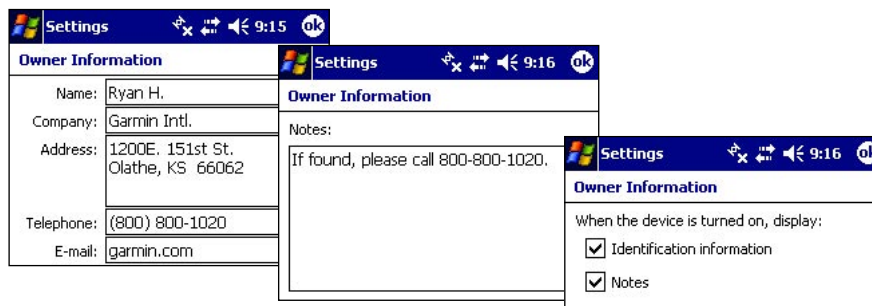 Settings 9:15 ok
Owner Information
Name: Ryan H.
Company: Garmin Intl.
Address: 1200E. 151st St.
Olathe, KS 66062
Telephone: (800) 800-1020
E-mail: garmin.com
Settings 9:16 ok
Owner Information
Notes:
If found, please call 800-800-1020.
Settings 9:16 ok
Owner Information
When the device is turned on, display:
Identification information
Notes